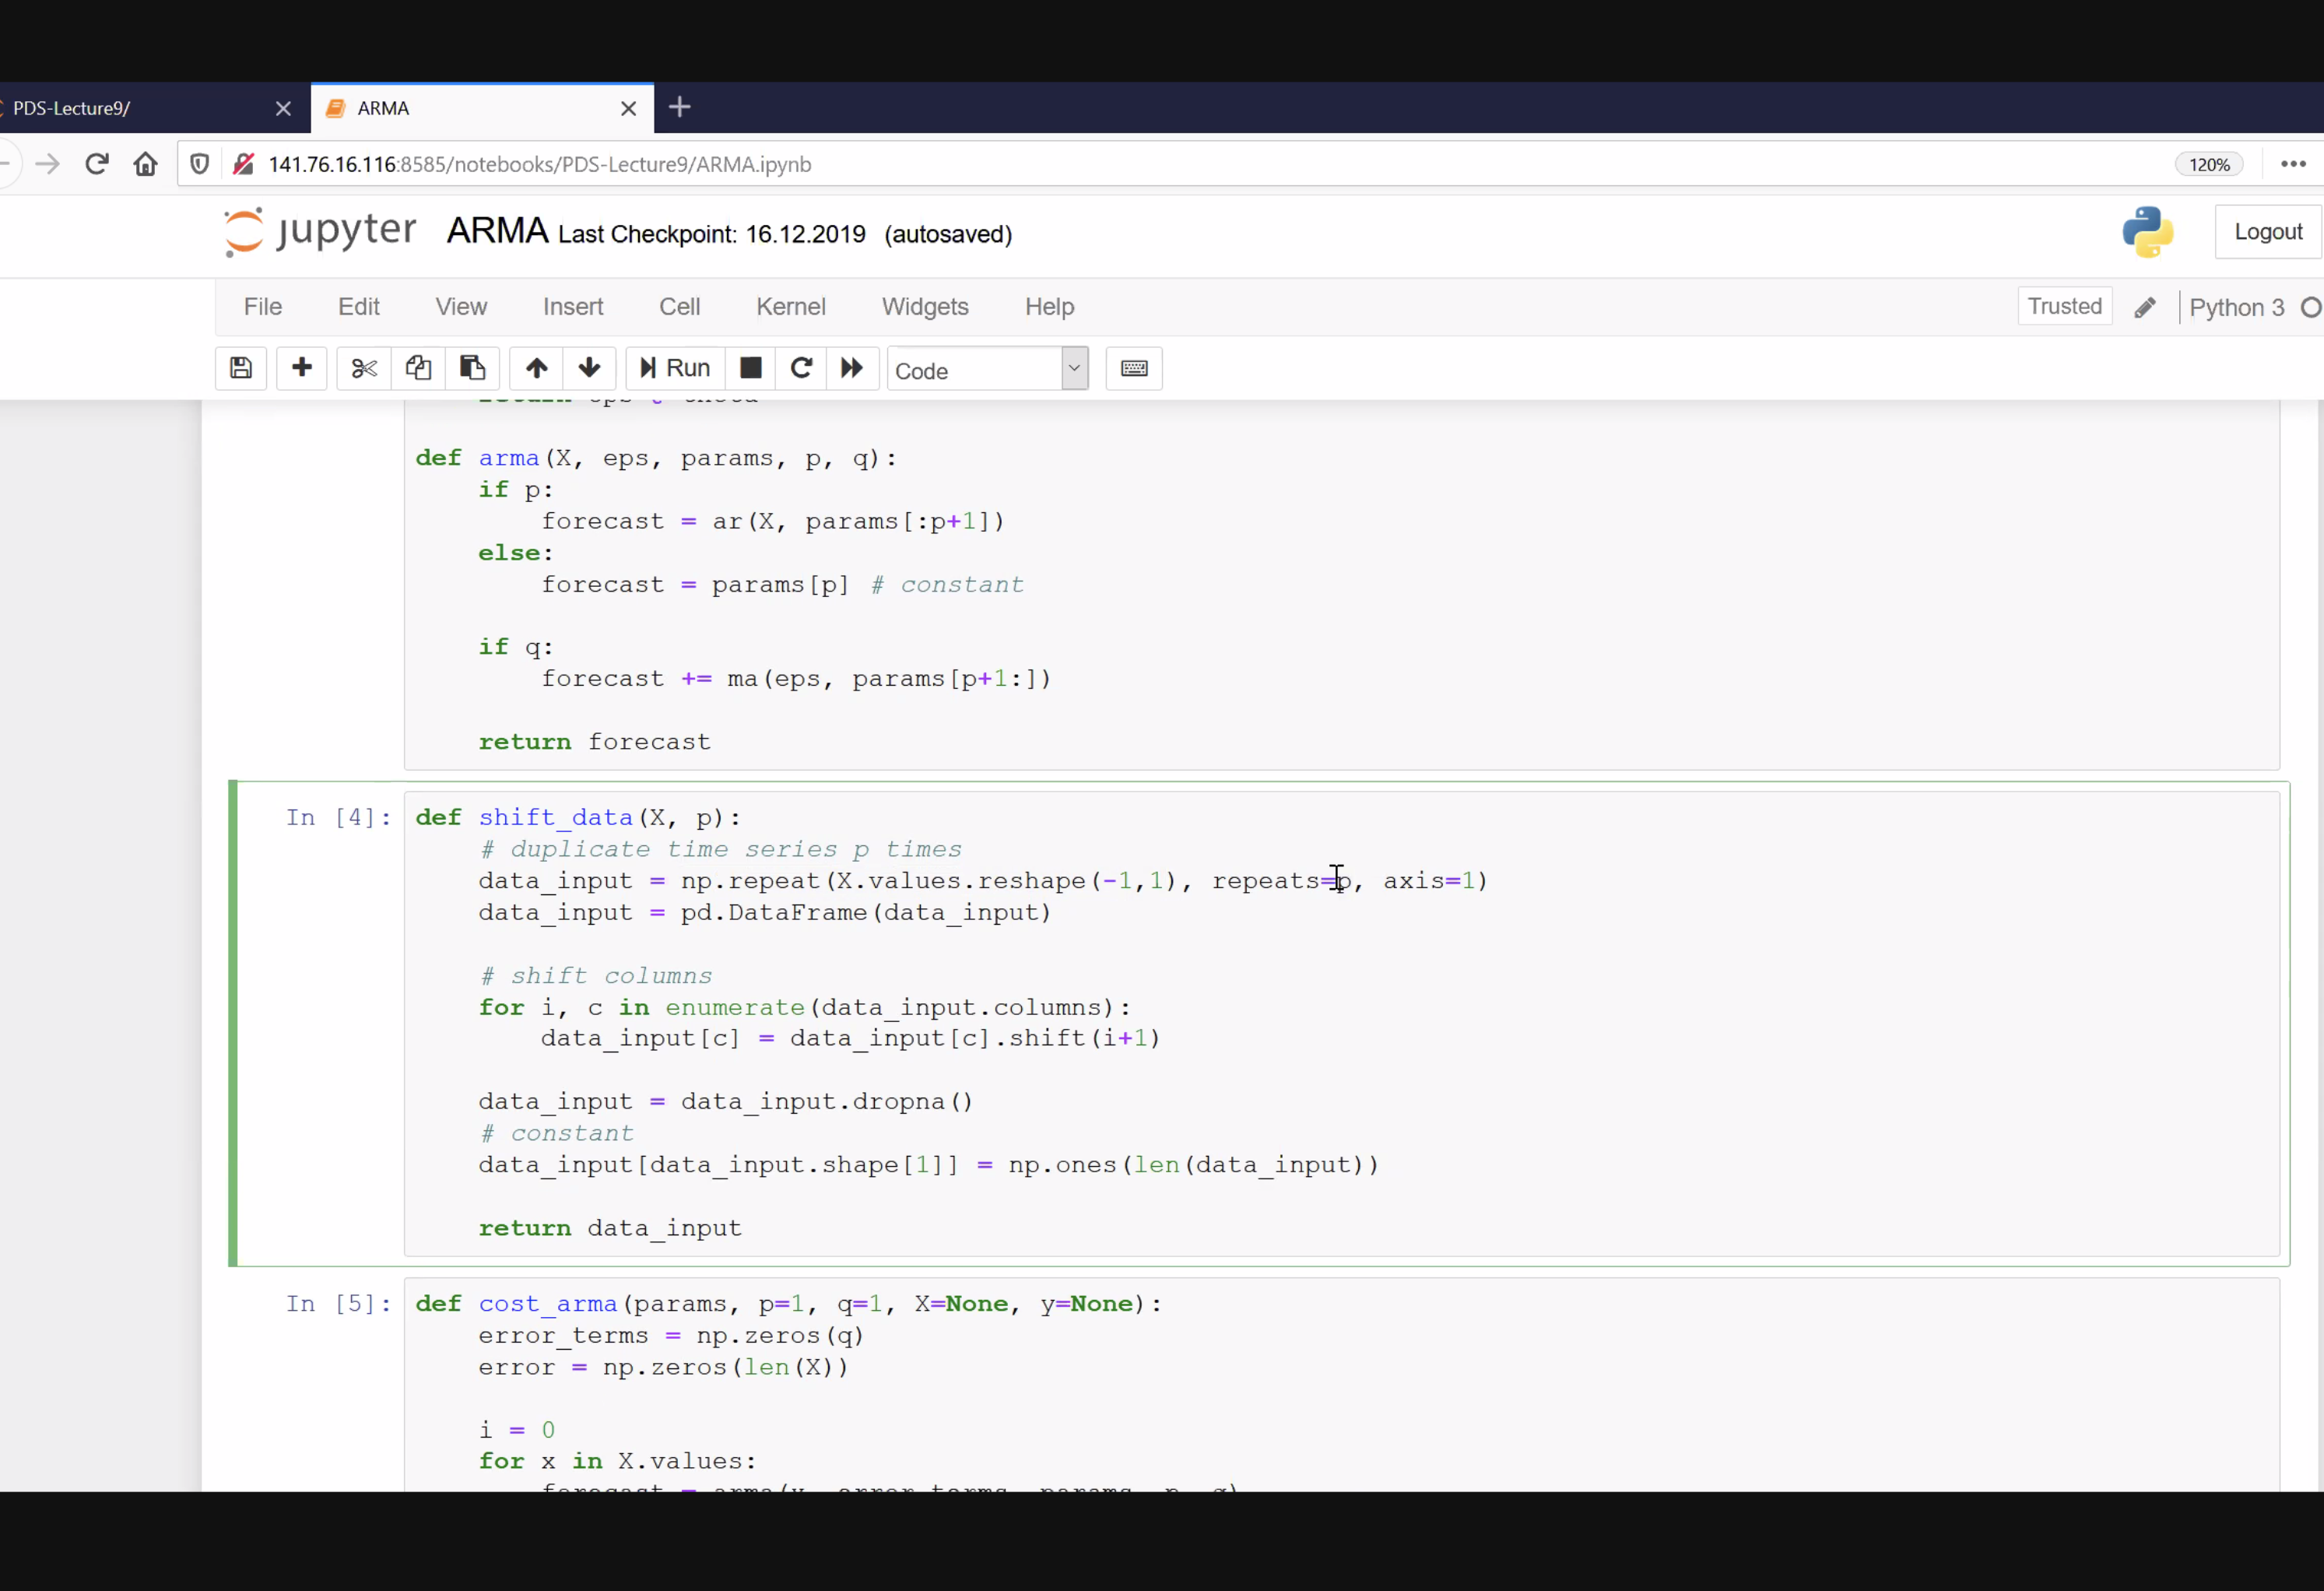 PDS-Lecture9/
ARMA
141.76.16.116:8585/notebooks/PDS-Lecture9/ARMA.ipynb
120%
jupyter ARMA Last Checkpoint: 16.12.2019 (autosaved)
Logout
File Edit View Insert Cell Kernel Widgets Help
Trusted
Python 3
Run
Code
def arma(X, eps, params, p, q):
if p:
forecast = ar(X, params[:p+1])
else:
forecast = params[p] # constant
if q:
forecast += ma(eps, params[p+1:])
return forecast
In [4]: def shift_data(X, p):
# duplicate time series p times
data_input = np.repeat(X.values.reshape(-1,1), repeats=p, axis=1)
data_input = pd.DataFrame(data_input)
# shift columns
for i, c in enumerate(data_input.columns):
data_input[c] = data_input[c].shift(i+1)
data_input = data_input.dropna()
# constant
data_input[data_input.shape[1]] = np.ones(len(data_input))
return data_input
In [5]: def cost_arma(params, p=1, q=1, X=None, y=None):
error_terms = np.zeros(q)
error = np.zeros(len(X))
i = 0
for x in X.values: